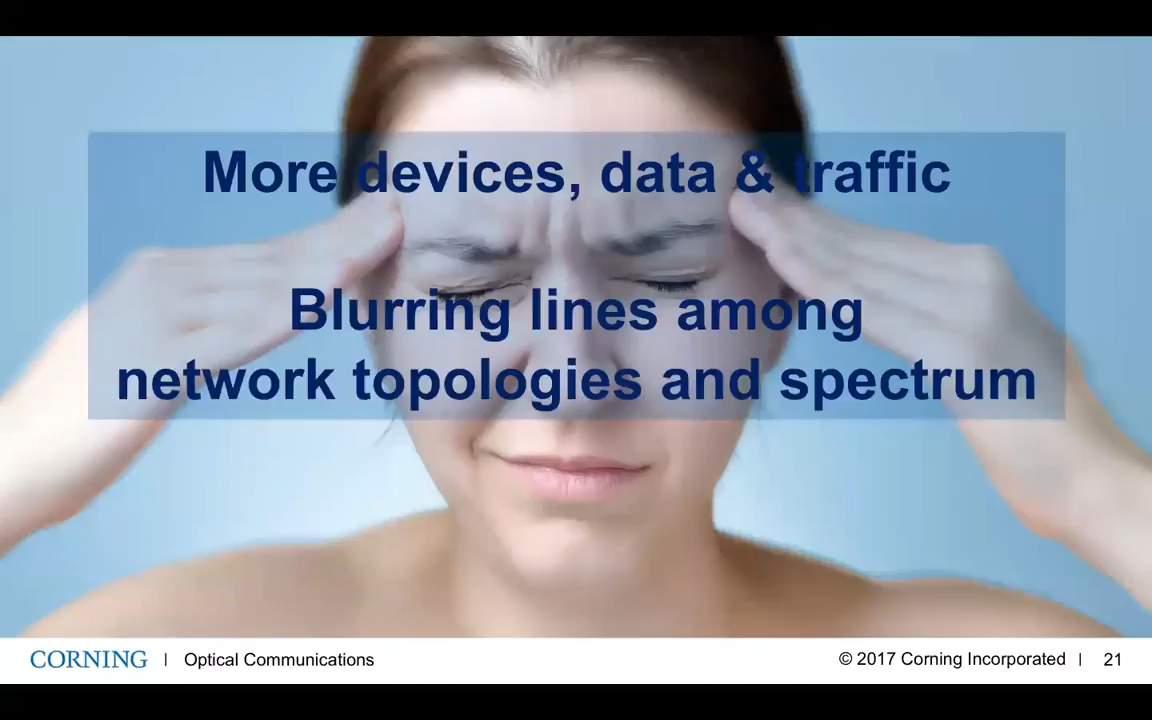 More devices, data & traffic
Blurring lines among
network topologies and spectrum
CORNING | Optical Communications
© 2017 Corning Incorporated | 21